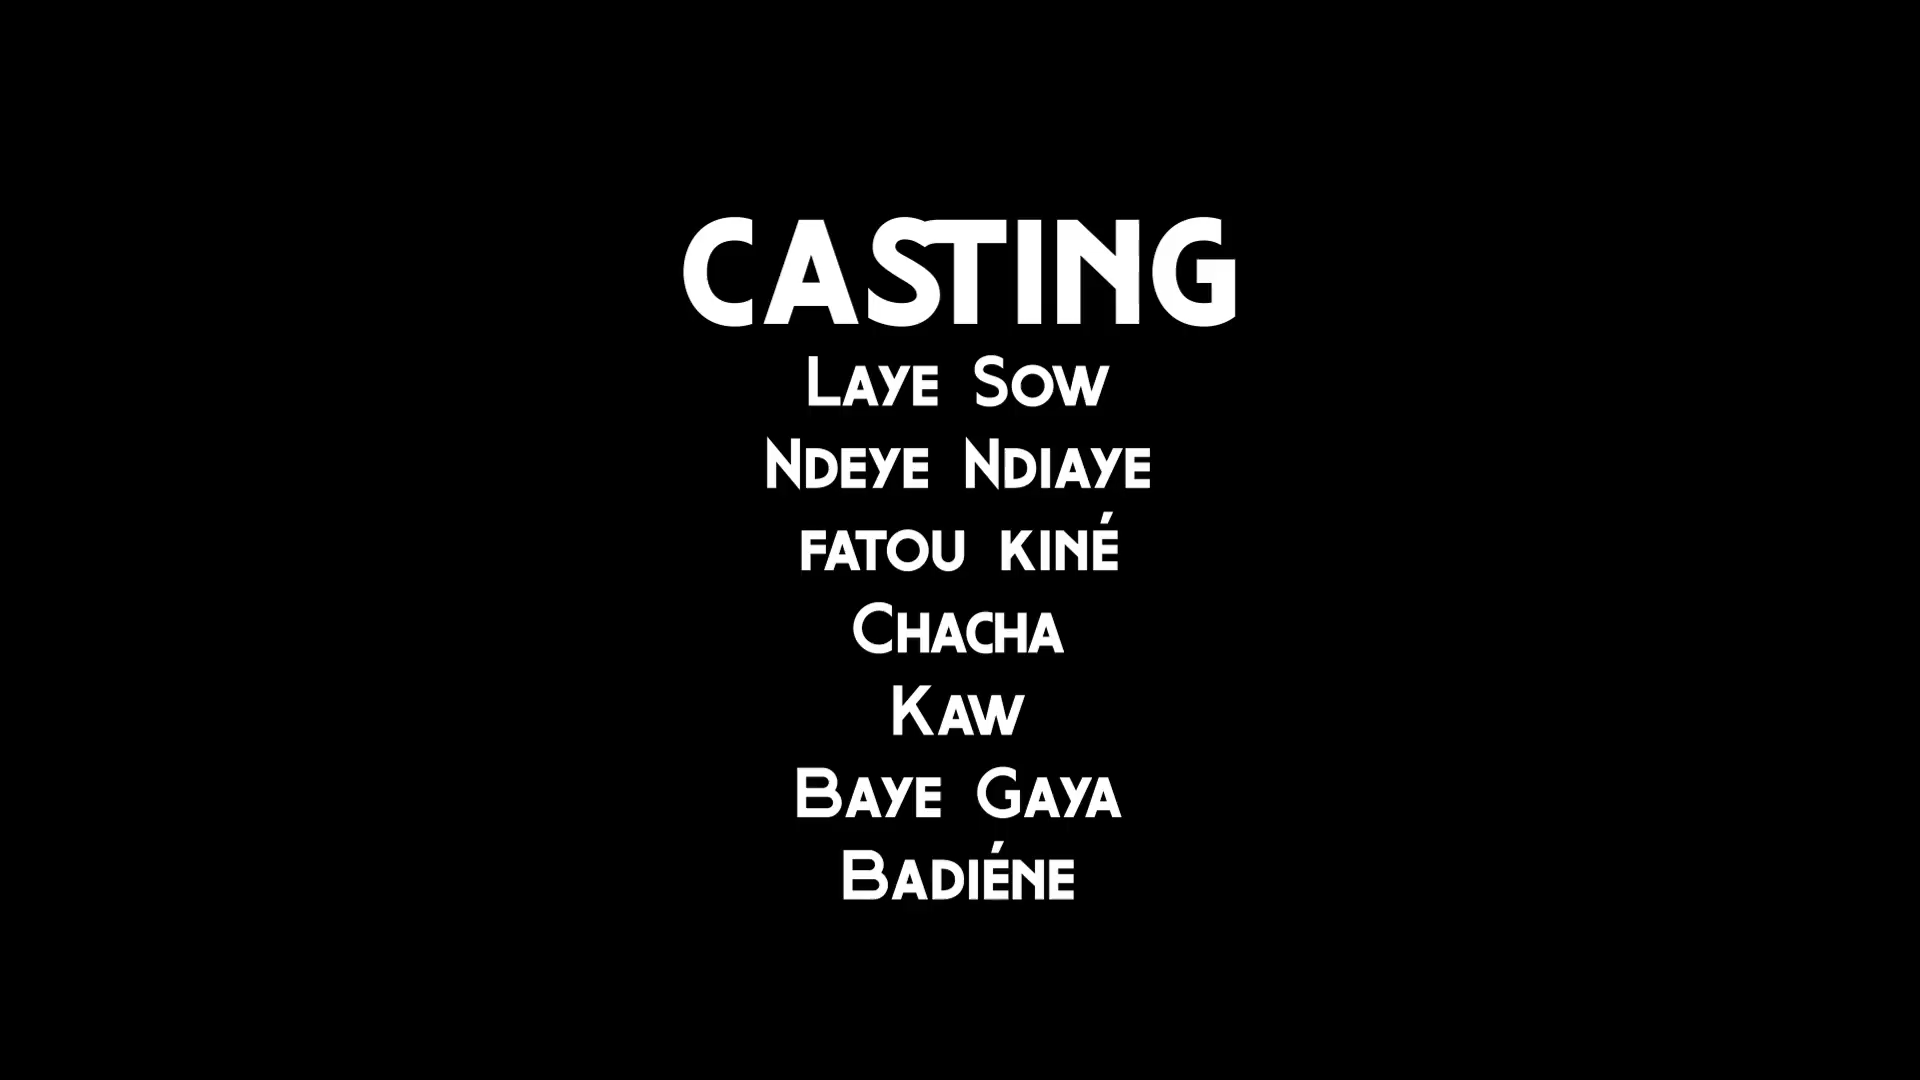 CASTING
Laye Sow
Ndeye Ndiaye
fatou kiné
Chacha
Kaw
Baye Gaya
Badiéne